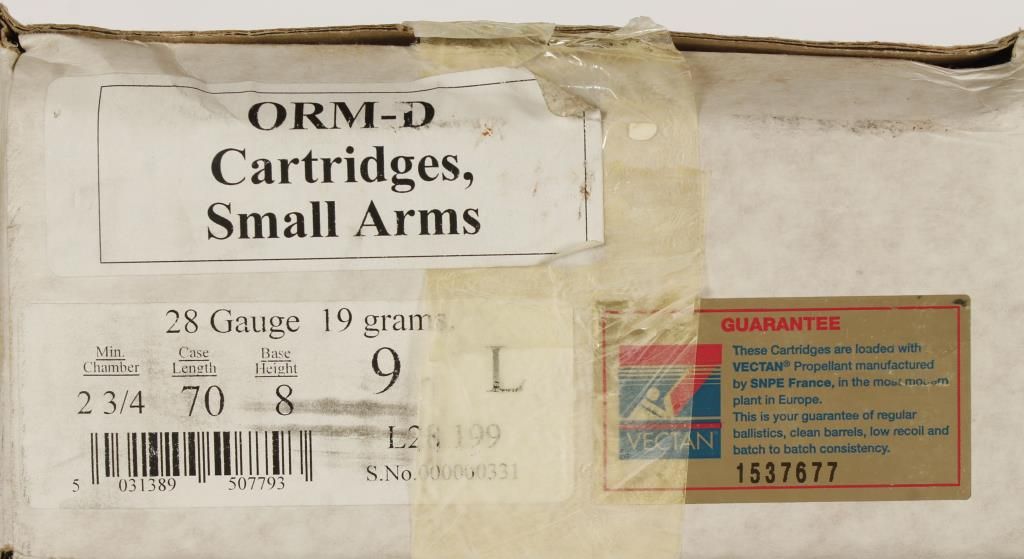 ORM-D
Cartridges,
Small Arms
28 Gauge 19 grams.
Min. Chamber
Case Length
Base Height
2 3/4 70 8 9 L
L28 199
S.No.000000331
5 031389 507793
GUARANTEE
These Cartridges are loaded with
VECTAN® Propellant manufactured
by SNPE France, in the most modern
plant in Europe.
This is your guarantee of regular
ballistics, clean barrels, low recoil and
batch to batch consistency.
VECTAN
1537677